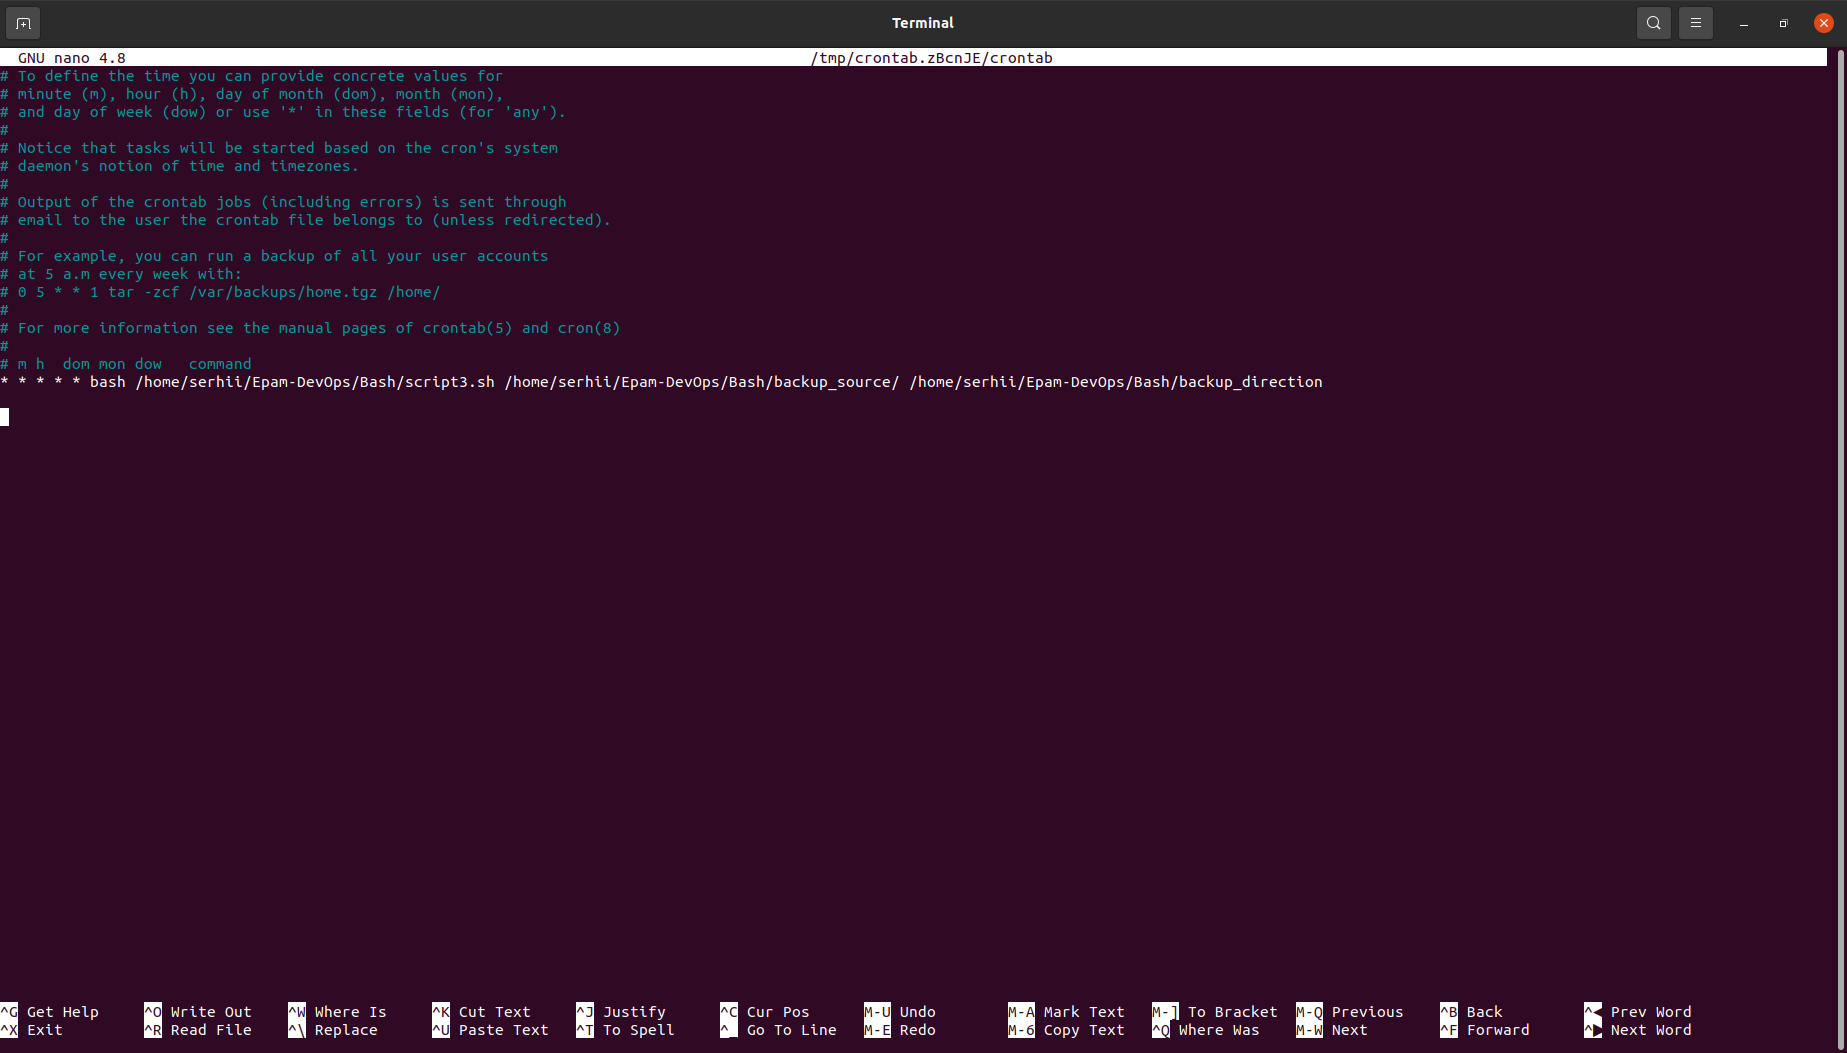 Terminal
GNU nano 4.8 /tmp/crontab.zBcnJE/crontab
# To define the time you can provide concrete values for
# minute (m), hour (h), day of month (dom), month (mon),
# and day of week (dow) or use '*' in these fields (for 'any').
#
# Notice that tasks will be started based on the cron's system
# daemon's notion of time and timezones.
#
# Output of the crontab jobs (including errors) is sent through
# email to the user the crontab file belongs to (unless redirected).
#
# For example, you can run a backup of all your user accounts
# at 5 a.m every week with:
# 0 5 * * 1 tar -zcf /var/backups/home.tgz /home/
#
# For more information see the manual pages of crontab(5) and cron(8)
#
# m h  dom mon dow   command
* * * * * bash /home/serhii/Epam-DevOps/Bash/script3.sh /home/serhii/Epam-DevOps/Bash/backup_source/ /home/serhii/Epam-DevOps/Bash/backup_direction
^G Get Help ^O Write Out ^W Where Is ^K Cut Text ^J Justify ^C Cur Pos M-U Undo M-A Mark Text M-] To Bracket M-Q Previous ^B Back ^◀ Prev Word
^X Exit ^R Read File ^\ Replace ^U Paste Text ^T To Spell ^_ Go To Line M-E Redo M-6 Copy Text ^Q Where Was M-W Next ^F Forward ^▶ Next Word